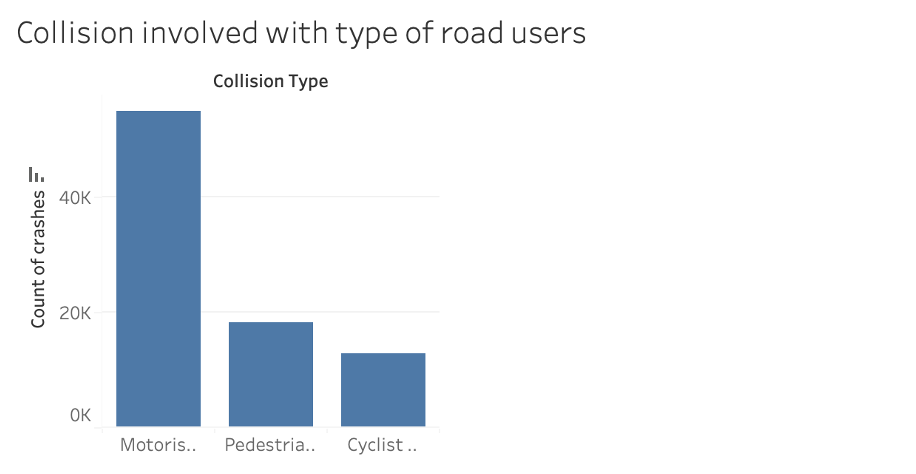 Collision involved with type of road users
Collision Type
Count of crashes
40K
20K
0K
Motoris..
Pedestria..
Cyclist ..